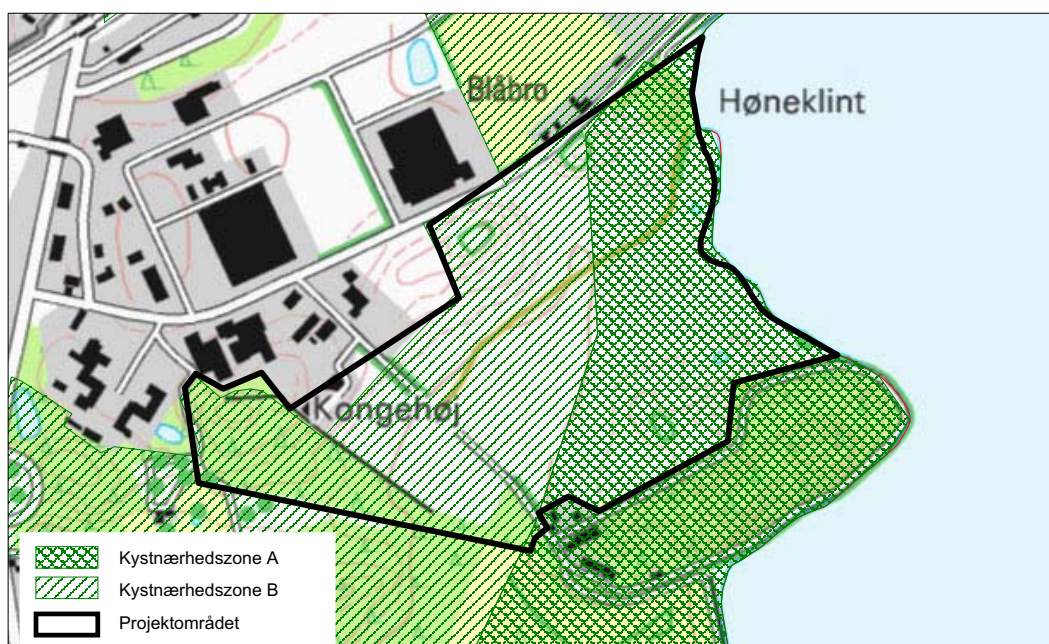 Blåbro
Høneklint
Kongehøj
Kystnærhedszone A
Kystnærhedszone B
Projektområdet